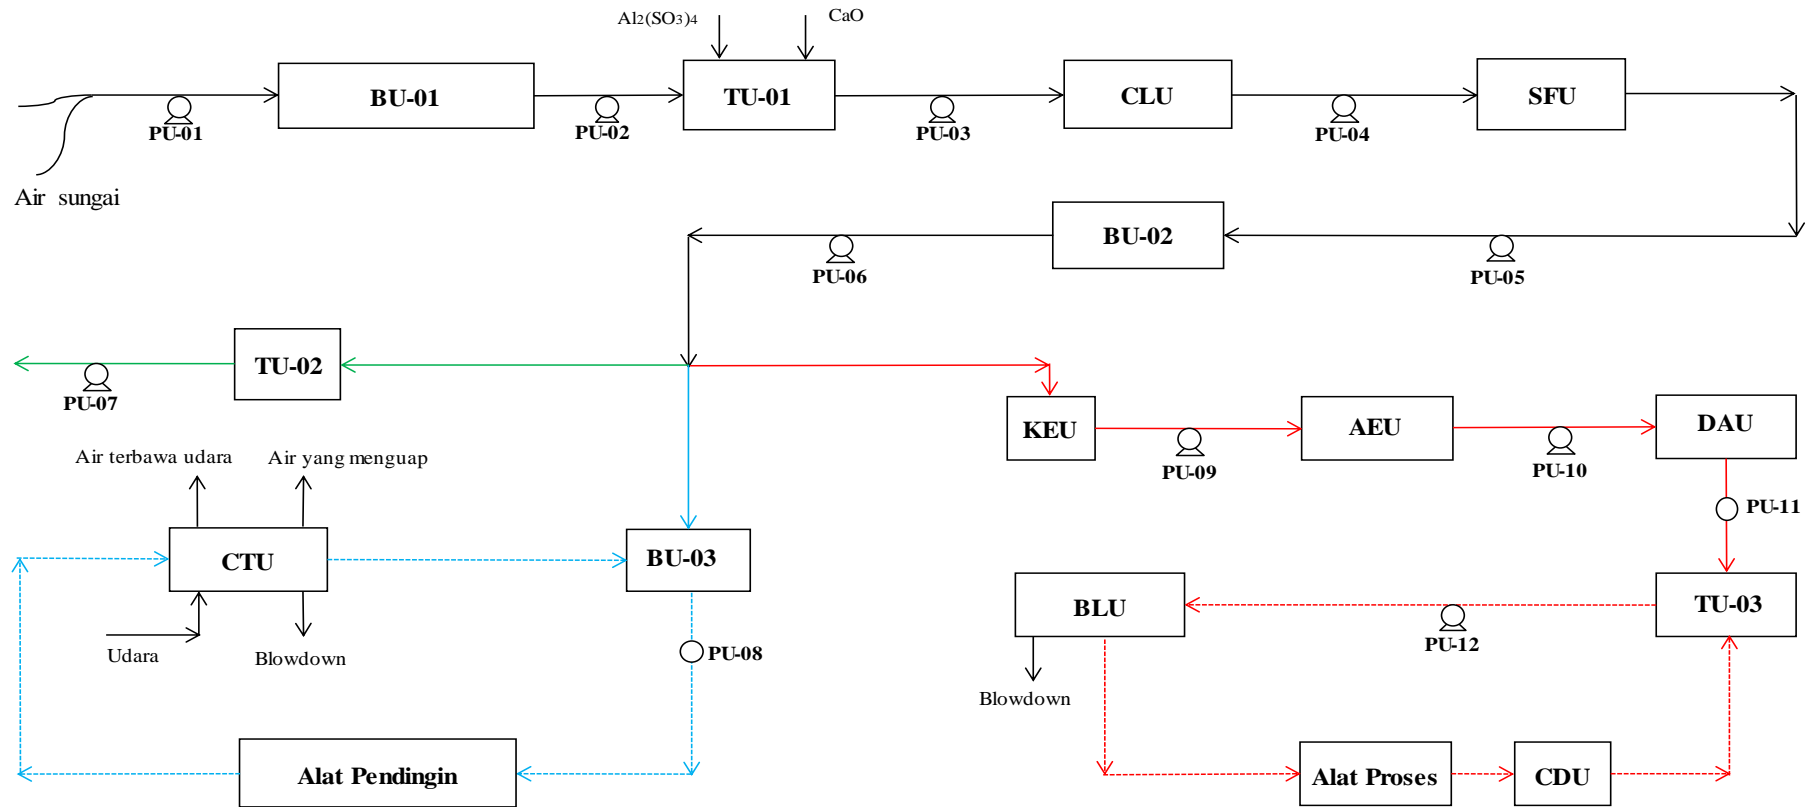 Al2(SO3)4
CaO
BU-01
TU-01
CLU
SFU
PU-01
PU-02
PU-03
PU-04
Air sungai
BU-02
PU-06
PU-05
TU-02
PU-07
KEU
AEU
DAU
PU-09
PU-10
PU-11
Air terbawa udara
Air yang menguap
CTU
BU-03
Udara
Blowdown
PU-08
BLU
TU-03
PU-12
Blowdown
Alat Pendingin
Alat Proses
CDU